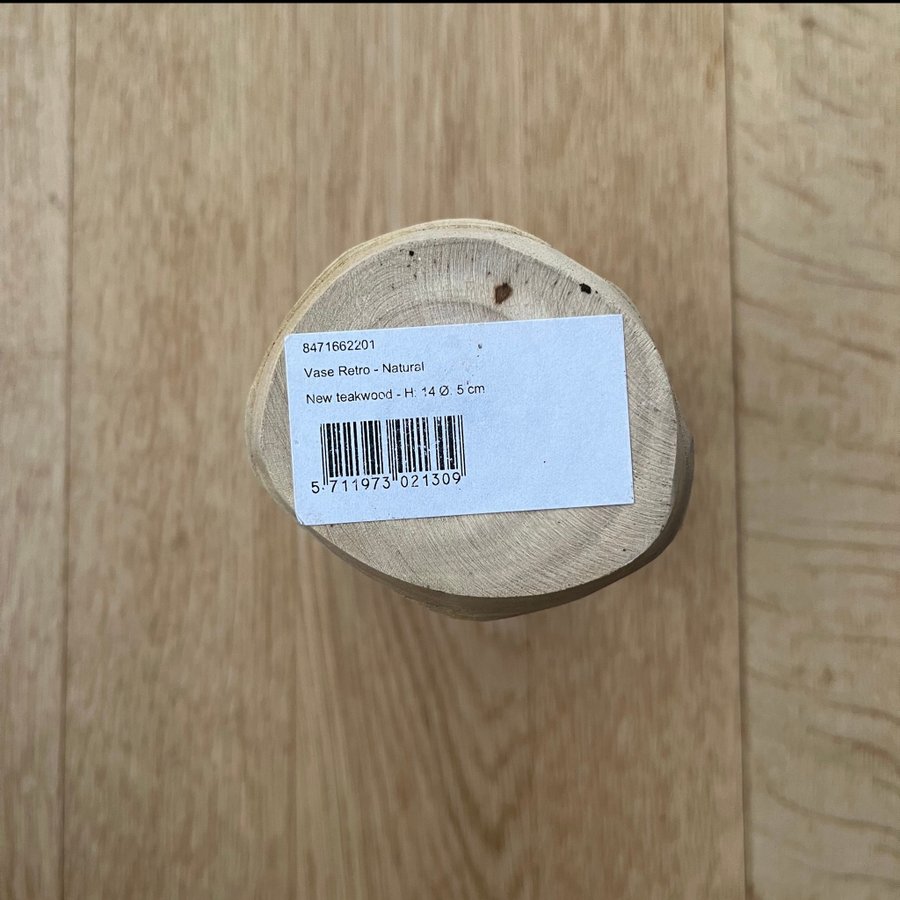 8471662201
Vase Retro - Natural
New teakwood - H: 14 Ø: 5 cm
5 711973 021309